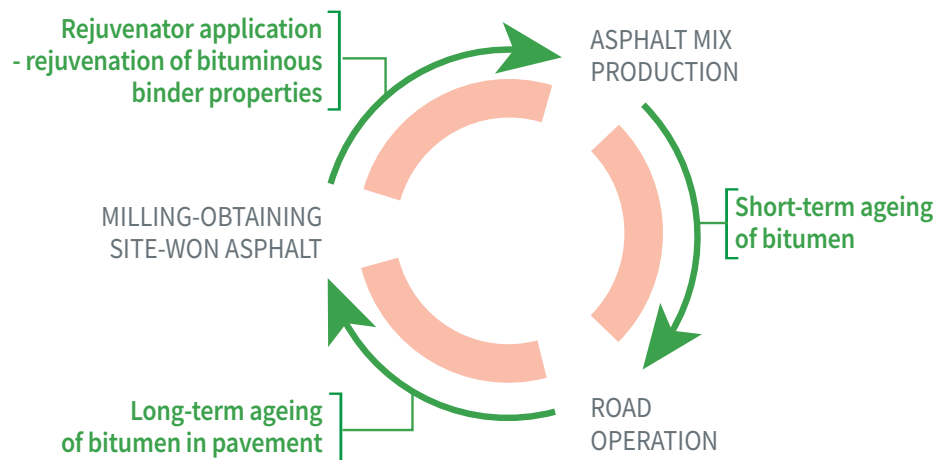 Rejuvenator application
- rejuvenation of bituminous
binder properties
ASPHALT MIX
PRODUCTION
Short-term ageing
of bitumen
MILLING-OBTAINING
SITE-WON ASPHALT
Long-term ageing
of bitumen in pavement
ROAD
OPERATION